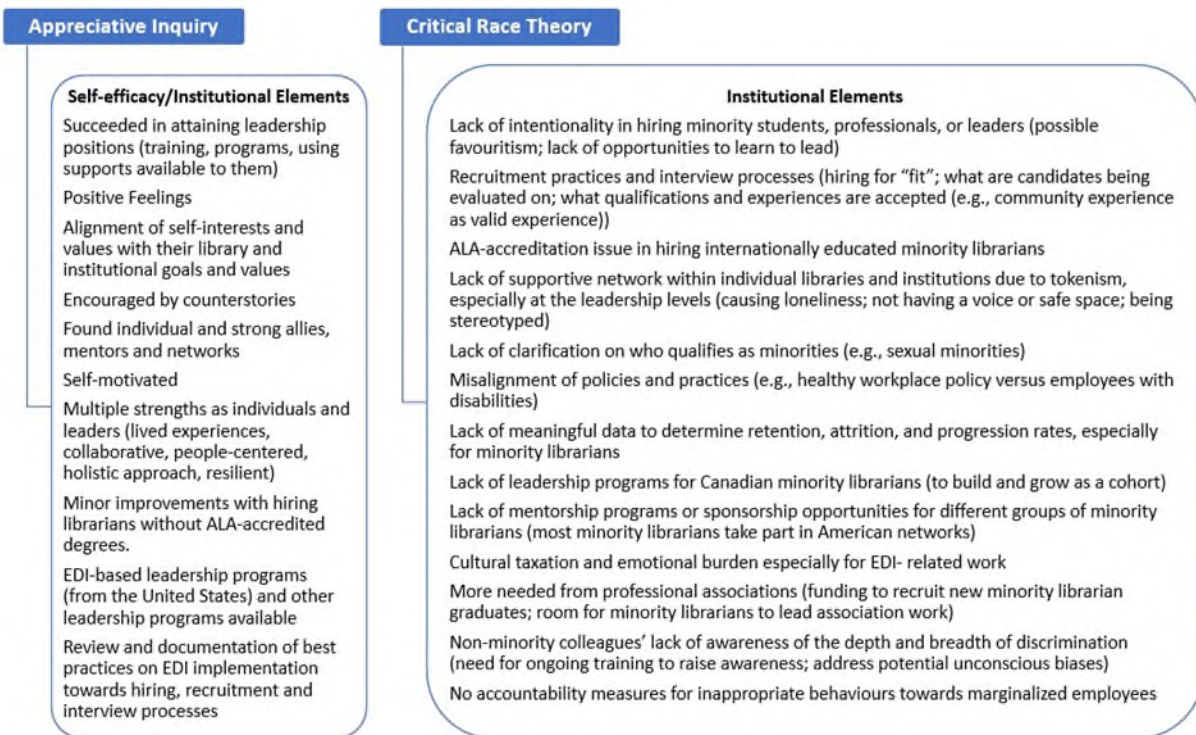 Appreciative Inquiry
Self-efficacy/Institutional Elements
Succeeded in attaining leadership
positions (training, programs, using
supports available to them)
Positive Feelings
Alignment of self-interests and
values with their library and
institutional goals and values
Encouraged by counterstories
Found individual and strong allies,
mentors and networks
Self-motivated
Multiple strengths as individuals and
leaders (lived experiences,
collaborative, people-centered,
holistic approach, resilient)
Minor improvements with hiring
librarians without ALA-accredited
degrees.
EDI-based leadership programs
(from the United States) and other
leadership programs available
Review and documentation of best
practices on EDI implementation
towards hiring, recruitment and
interview processes
Critical Race Theory
Institutional Elements
Lack of intentionality in hiring minority students, professionals, or leaders (possible
favouritism; lack of opportunities to learn to lead)
Recruitment practices and interview processes (hiring for “fit”; what are candidates being
evaluated on; what qualifications and experiences are accepted (e.g., community experience
as valid experience))
ALA-accreditation issue in hiring internationally educated minority librarians
Lack of supportive network within individual libraries and institutions due to tokenism,
especially at the leadership levels (causing loneliness; not having a voice or safe space; being
stereotyped)
Lack of clarification on who qualifies as minorities (e.g., sexual minorities)
Misalignment of policies and practices (e.g., healthy workplace policy versus employees with
disabilities)
Lack of meaningful data to determine retention, attrition, and progression rates, especially
for minority librarians
Lack of leadership programs for Canadian minority librarians (to build and grow as a cohort)
Lack of mentorship programs or sponsorship opportunities for different groups of minority
librarians (most minority librarians take part in American networks)
Cultural taxation and emotional burden especially for EDI- related work
More needed from professional associations (funding to recruit new minority librarian
graduates; room for minority librarians to lead association work)
Non-minority colleagues’ lack of awareness of the depth and breadth of discrimination
(need for ongoing training to raise awareness; address potential unconscious biases)
No accountability measures for inappropriate behaviours towards marginalized employees